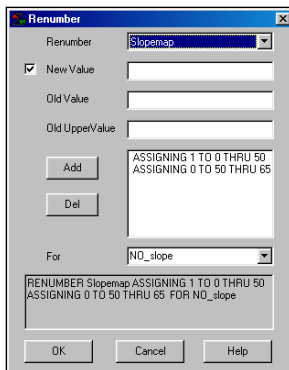 Renumber
Renumber Slopemap
New Value
Old Value
Old UpperValue
Add
Del
ASSIGNING 1 TO 0 THRU 50
ASSIGNING 0 TO 50 THRU 65
For NO_slope
RENUMBER Slopemap ASSIGNING 1 TO 0 THRU 50
ASSIGNING 0 TO 50 THRU 65 FOR NO_slope
OK Cancel Help